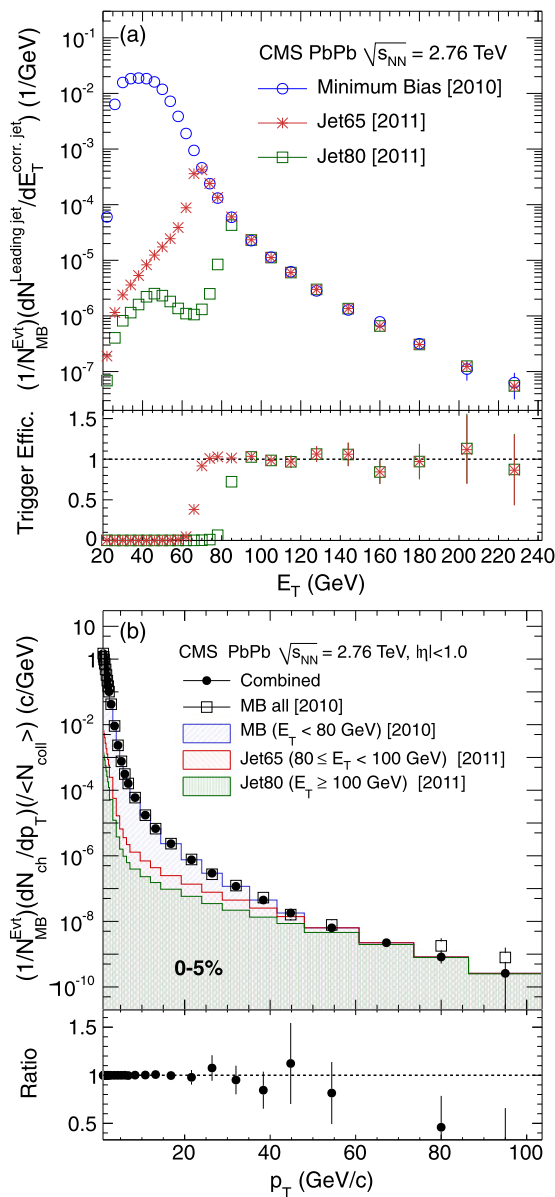 (a)
CMS PbPb √s_NN = 2.76 TeV
Minimum Bias [2010]
Jet65 [2011]
Jet80 [2011]
(1/N^Evt_MB)(dN^Leading jet/dE_T^corr. jet) (1/GeV)
10⁻¹
10⁻²
10⁻³
10⁻⁴
10⁻⁵
10⁻⁶
10⁻⁷
Trigger Effic.
1.5
1
0.5
0
20 40 60 80 100 120 140 160 180 200 220 240
E_T (GeV)
(b)
CMS PbPb √s_NN = 2.76 TeV, |η|<1.0
Combined
MB all [2010]
MB (E_T < 80 GeV) [2010]
Jet65 (80 ≤ E_T < 100 GeV) [2011]
Jet80 (E_T ≥ 100 GeV) [2011]
(1/N^Evt_MB)(dN_ch/dp_T)(/<N_coll>) (c/GeV)
10
1
10⁻²
10⁻⁴
10⁻⁶
10⁻⁸
10⁻¹⁰
0-5%
Ratio
1.5
1.0
0.5
20 40 60 80 100
p_T (GeV/c)